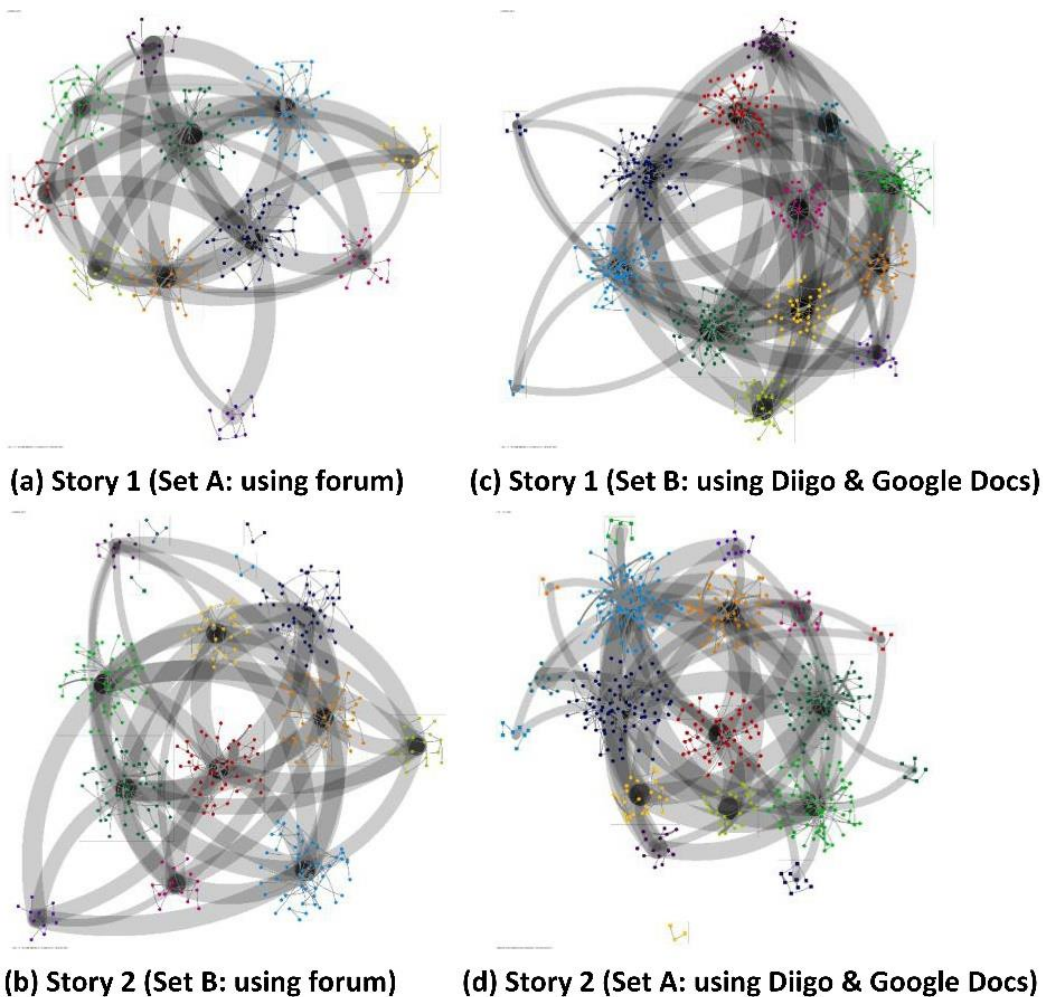 (a) Story 1 (Set A: using forum)
(c) Story 1 (Set B: using Diigo & Google Docs)
(b) Story 2 (Set B: using forum)
(d) Story 2 (Set A: using Diigo & Google Docs)